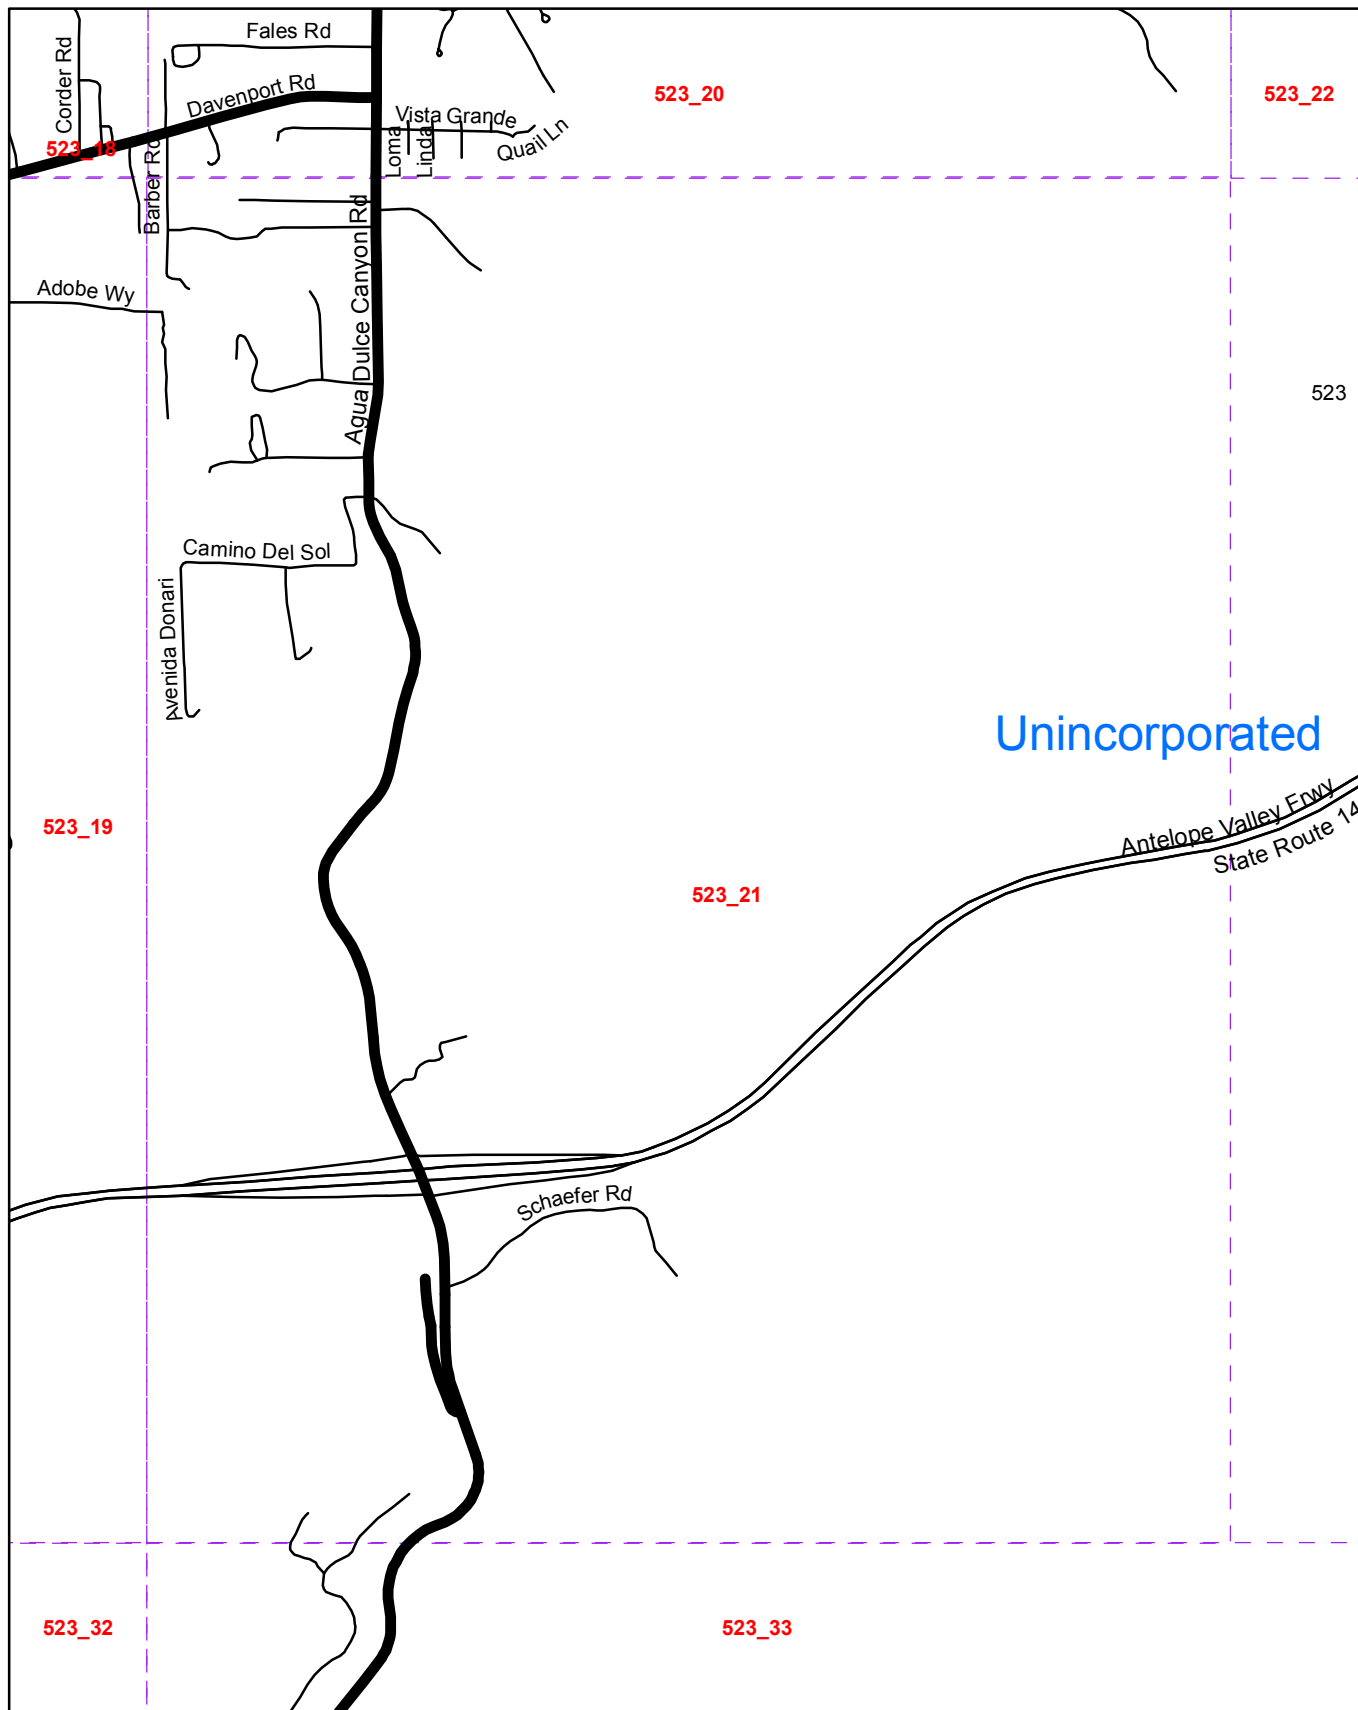 Fales Rd
Corder Rd
Davenport Rd
523_20
523_22
Vista Grande
Quail Ln
Loma
Linda
523_18
Barber Rd
Agua Dulce Canyon Rd
Adobe Wy
523
Camino Del Sol
Avenida Donari
Unincorporated
Antelope Valley Frwy
State Route 14
523_19
523_21
Schaefer Rd
523_32
523_33